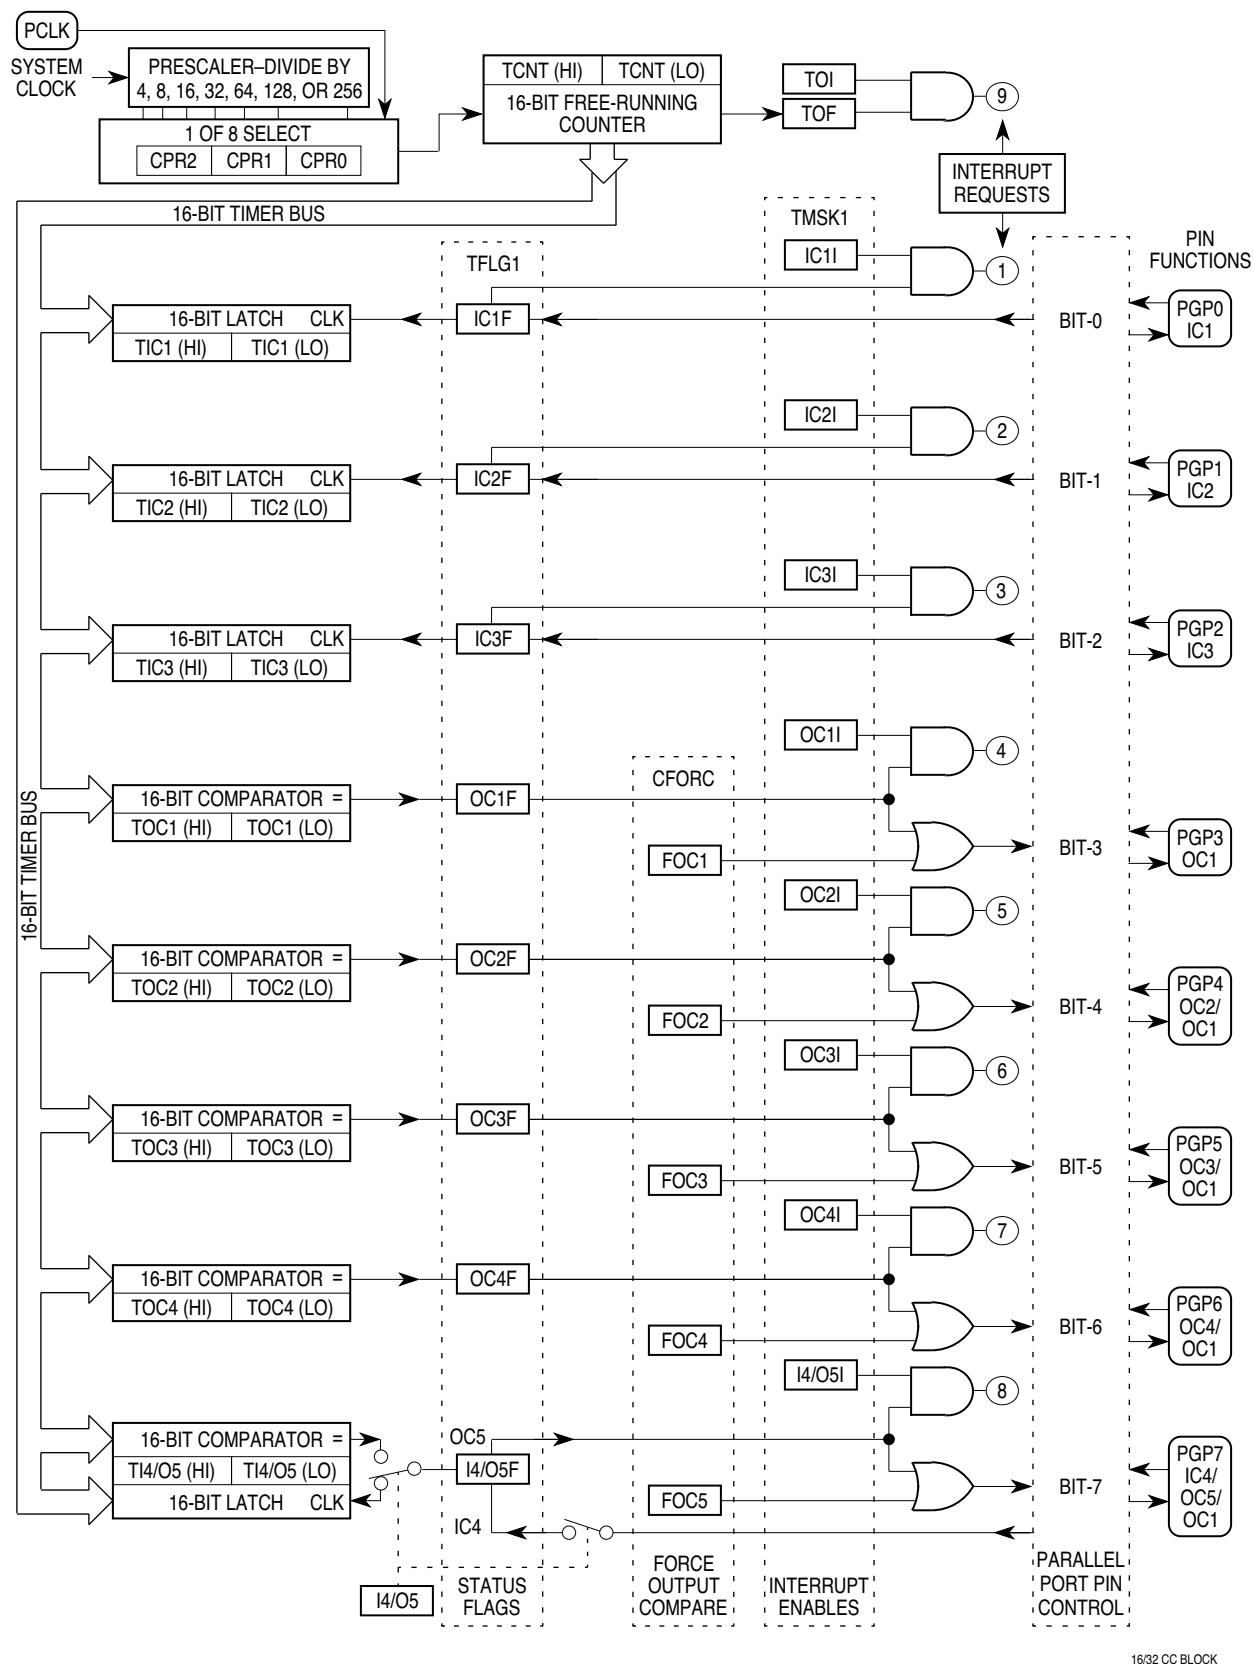 PCLK
SYSTEM
CLOCK
PRESCALER–DIVIDE BY
4, 8, 16, 32, 64, 128, OR 256
1 OF 8 SELECT
CPR2 CPR1 CPR0
TCNT (HI) TCNT (LO)
16-BIT FREE-RUNNING
COUNTER
TOI
TOF
9
INTERRUPT
REQUESTS
16-BIT TIMER BUS
TMSK1
TFLG1
PIN
FUNCTIONS
IC1I
1
16-BIT LATCH CLK
TIC1 (HI) TIC1 (LO)
IC1F
BIT-0
PGP0
IC1
IC2I
2
16-BIT LATCH CLK
TIC2 (HI) TIC2 (LO)
IC2F
BIT-1
PGP1
IC2
IC3I
3
16-BIT LATCH CLK
TIC3 (HI) TIC3 (LO)
IC3F
BIT-2
PGP2
IC3
OC1I
4
CFORC
16-BIT TIMER BUS
16-BIT COMPARATOR =
TOC1 (HI) TOC1 (LO)
OC1F
FOC1
BIT-3
PGP3
OC1
OC2I
5
16-BIT COMPARATOR =
TOC2 (HI) TOC2 (LO)
OC2F
FOC2
BIT-4
PGP4
OC2/
OC1
OC3I
6
16-BIT COMPARATOR =
TOC3 (HI) TOC3 (LO)
OC3F
FOC3
BIT-5
PGP5
OC3/
OC1
OC4I
7
16-BIT COMPARATOR =
TOC4 (HI) TOC4 (LO)
OC4F
FOC4
BIT-6
PGP6
OC4/
OC1
I4/O5I
8
16-BIT COMPARATOR =
TI4/O5 (HI) TI4/O5 (LO)
16-BIT LATCH CLK
OC5
I4/O5F
IC4
FOC5
BIT-7
PGP7
IC4/
OC5/
OC1
I4/O5
STATUS
FLAGS
FORCE
OUTPUT
COMPARE
INTERRUPT
ENABLES
PARALLEL
PORT PIN
CONTROL
16/32 CC BLOCK